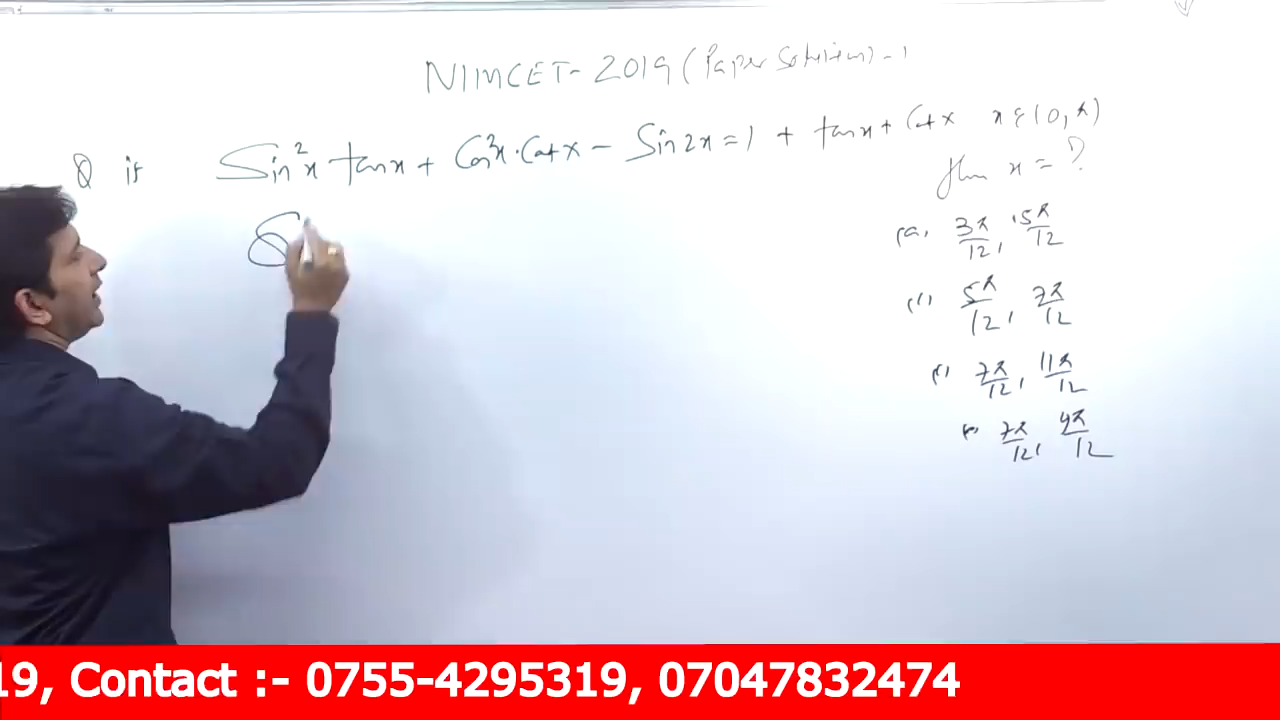 NIMCET-2019 (Paper Solution)-1
Q if Sin²x tanx + Cos²x·Cotx − Sin2x = 1 + tanx + Cotx x ∈ (0, π)
then x = ?
(a) 3π/12, 5π/12
5π/12, 7π/12
7π/12, 11π/12
7π/12, 9π/12
S
19, Contact :- 0755-4295319, 07047832474